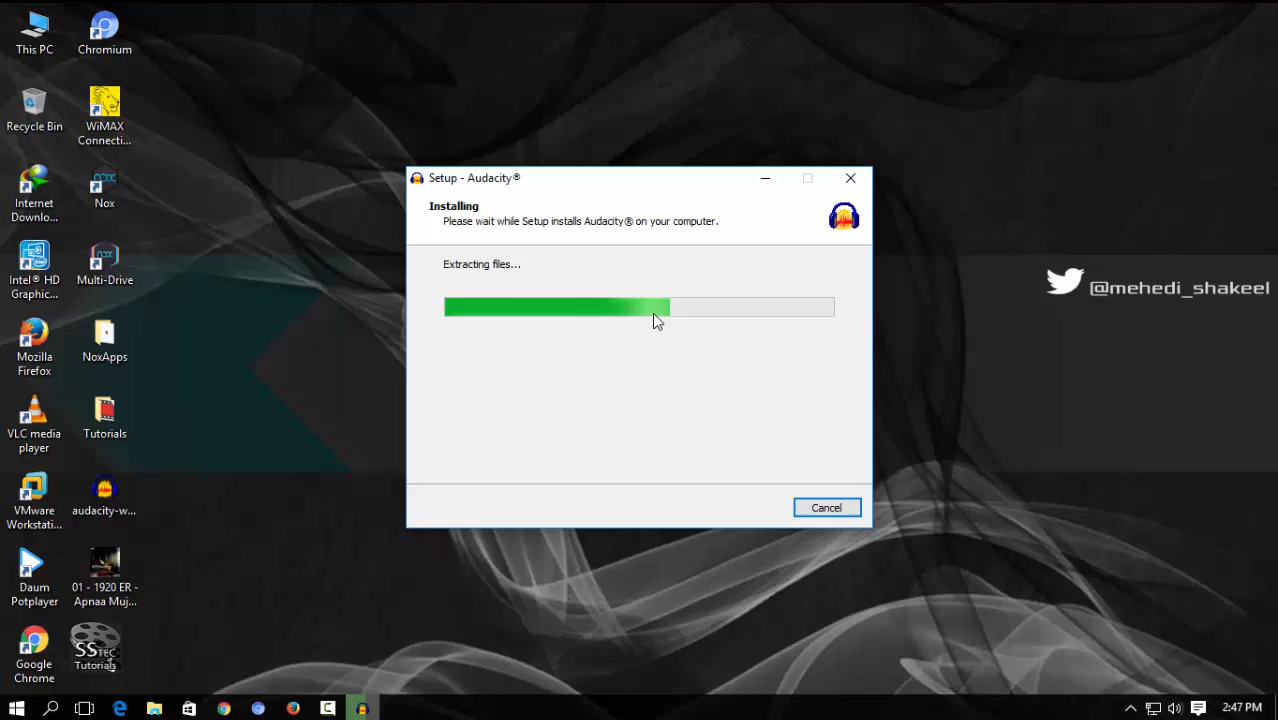 This PC
Chromium
Recycle Bin
WiMAX
Connecti...
Internet
Downlo...
Nox
Intel® HD
Graphic...
Multi-Drive
Mozilla
Firefox
NoxApps
VLC media
player
Tutorials
VMware
Workstati...
audacity-w...
Daum
Potplayer
01 - 1920 ER -
Apnaa Muj...
Google
Chrome
SSTEC
Tutorials
Setup - Audacity®
Installing
Please wait while Setup installs Audacity® on your computer.
Extracting files...
Cancel
@mehedi_shakeel
2:47 PM